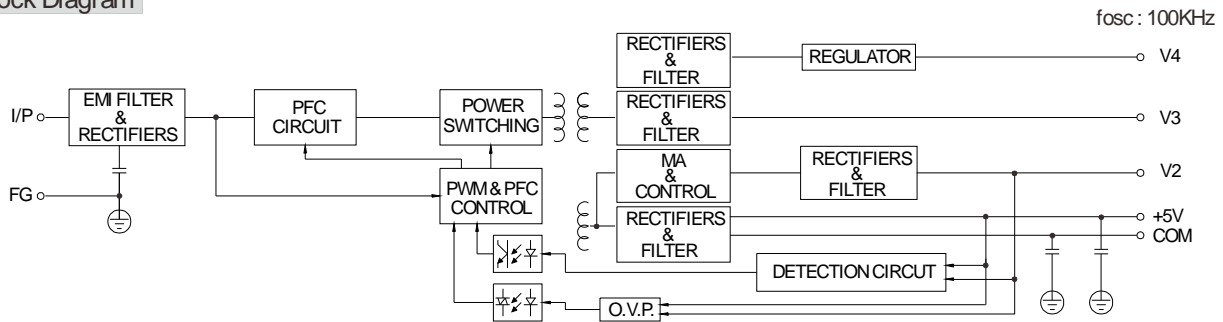 ock Diagram
fosc : 100KHz
I/P
EMI FILTER
&
RECTIFIERS
FG
PFC
CIRCUIT
POWER
SWITCHING
PWM & PFC
CONTROL
RECTIFIERS
&
FILTER
REGULATOR
V4
RECTIFIERS
&
FILTER
V3
MA
&
CONTROL
RECTIFIERS
&
FILTER
V2
RECTIFIERS
&
FILTER
+5V
COM
DETECTION CIRCUT
O.V.P.